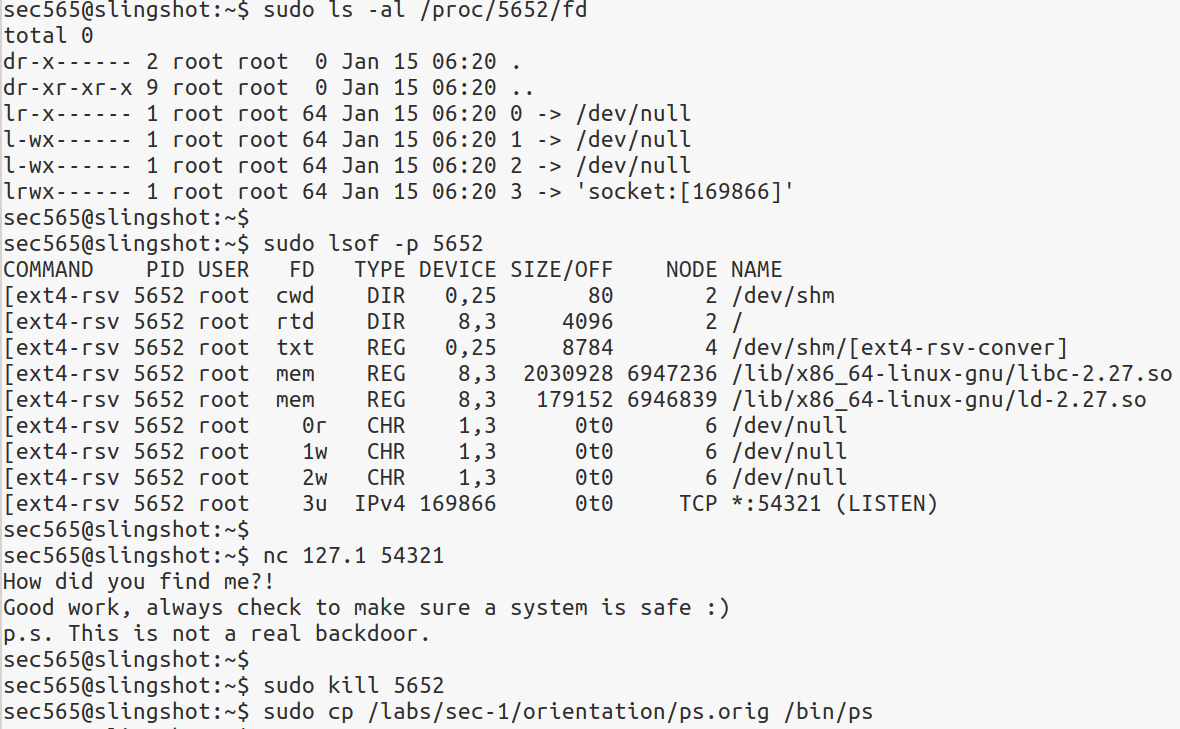 sec565@slingshot:~$ sudo ls -al /proc/5652/fd
total 0
dr-x------ 2 root root  0 Jan 15 06:20 .
dr-xr-xr-x 9 root root  0 Jan 15 06:20 ..
lr-x------ 1 root root 64 Jan 15 06:20 0 -> /dev/null
l-wx------ 1 root root 64 Jan 15 06:20 1 -> /dev/null
l-wx------ 1 root root 64 Jan 15 06:20 2 -> /dev/null
lrwx------ 1 root root 64 Jan 15 06:20 3 -> 'socket:[169866]'
sec565@slingshot:~$
sec565@slingshot:~$ sudo lsof -p 5652
COMMAND    PID USER   FD   TYPE DEVICE SIZE/OFF    NODE NAME
[ext4-rsv 5652 root  cwd    DIR   0,25       80       2 /dev/shm
[ext4-rsv 5652 root  rtd    DIR    8,3     4096       2 /
[ext4-rsv 5652 root  txt    REG   0,25     8784       4 /dev/shm/[ext4-rsv-conver]
[ext4-rsv 5652 root  mem    REG    8,3  2030928 6947236 /lib/x86_64-linux-gnu/libc-2.27.so
[ext4-rsv 5652 root  mem    REG    8,3   179152 6946839 /lib/x86_64-linux-gnu/ld-2.27.so
[ext4-rsv 5652 root    0r   CHR    1,3      0t0       6 /dev/null
[ext4-rsv 5652 root    1w   CHR    1,3      0t0       6 /dev/null
[ext4-rsv 5652 root    2w   CHR    1,3      0t0       6 /dev/null
[ext4-rsv 5652 root    3u  IPv4 169866      0t0     TCP *:54321 (LISTEN)
sec565@slingshot:~$
sec565@slingshot:~$ nc 127.1 54321
How did you find me?!
Good work, always check to make sure a system is safe :)
p.s. This is not a real backdoor.
sec565@slingshot:~$
sec565@slingshot:~$ sudo kill 5652
sec565@slingshot:~$ sudo cp /labs/sec-1/orientation/ps.orig /bin/ps